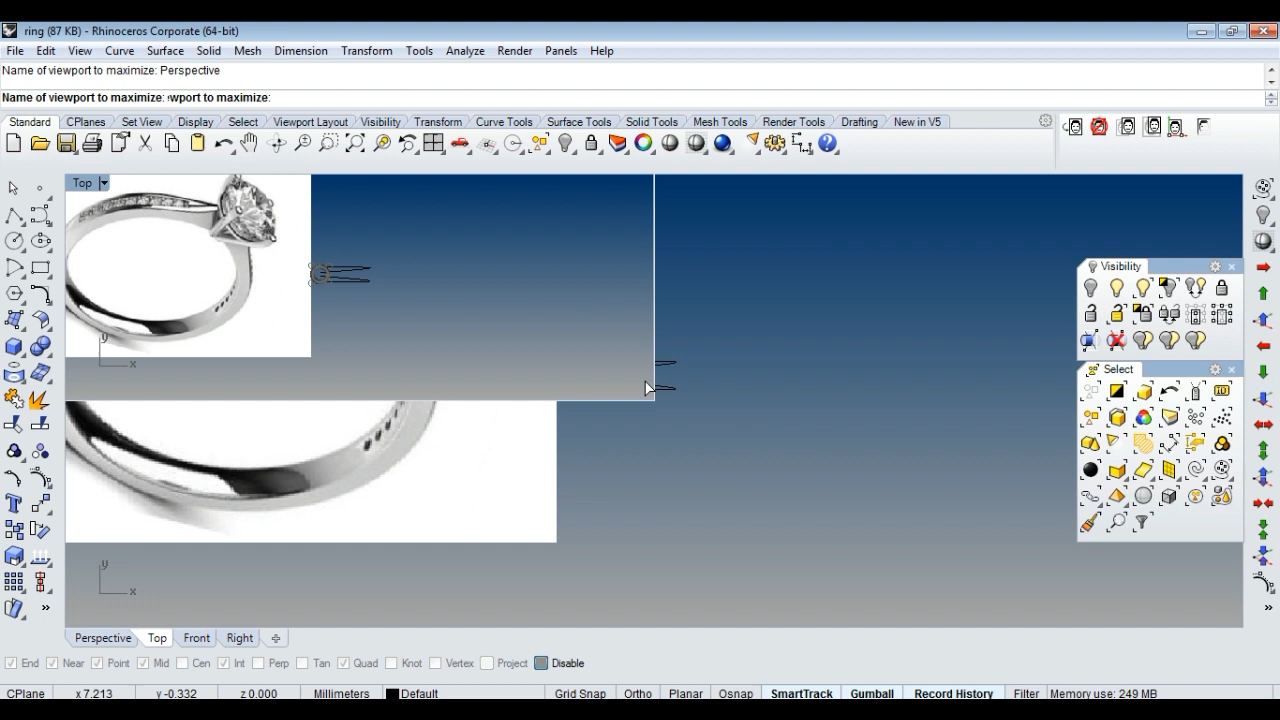 ring (87 KB) - Rhinoceros Corporate (64-bit)
File Edit View Curve Surface Solid Mesh Dimension Transform Tools Analyze Render Panels Help
Name of viewport to maximize: Perspective
Name of viewport to maximize: wport to maximize:
Standard CPlanes Set View Display Select Viewport Layout Visibility Transform Curve Tools Surface Tools Solid Tools Mesh Tools Render Tools Drafting New in V5
Top
Visibility
y
x
Select
y
x
Perspective Top Front Right
End Near Point Mid Cen Int Perp Tan Quad Knot Vertex Project Disable
CPlane x 7.213 y -0.332 z 0.000 Millimeters Default Grid Snap Ortho Planar Osnap SmartTrack Gumball Record History Filter Memory use: 249 MB